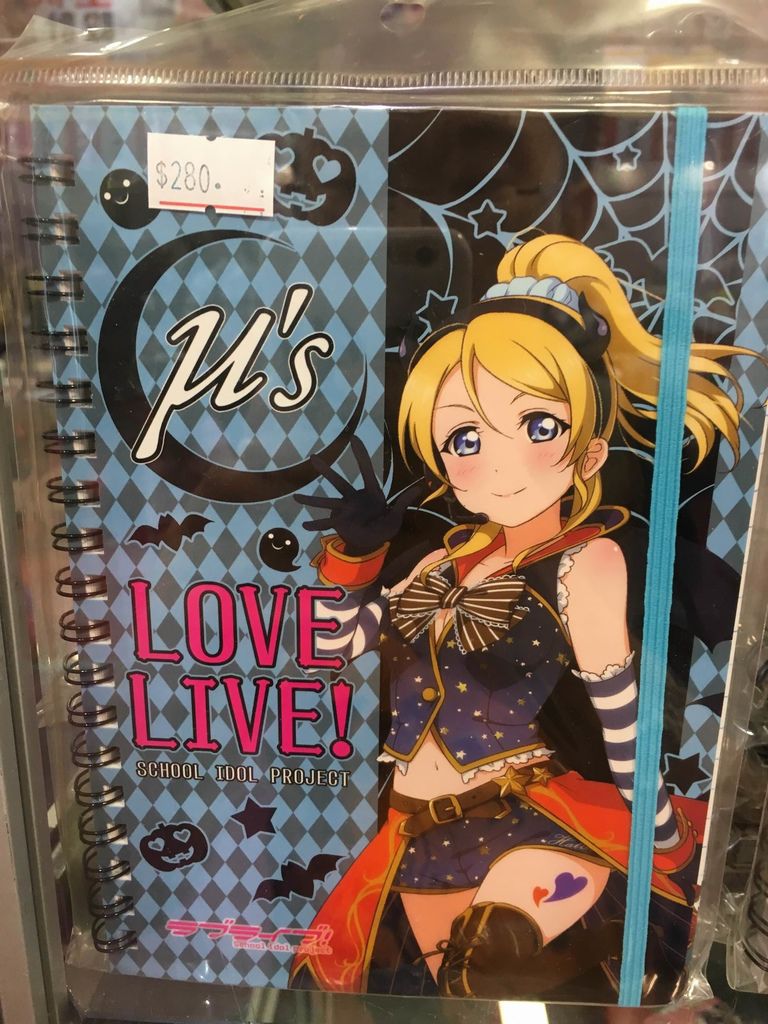 $280.
μ's
LOVE
LIVE!
SCHOOL IDOL PROJECT
ラブライブ!
School idol project